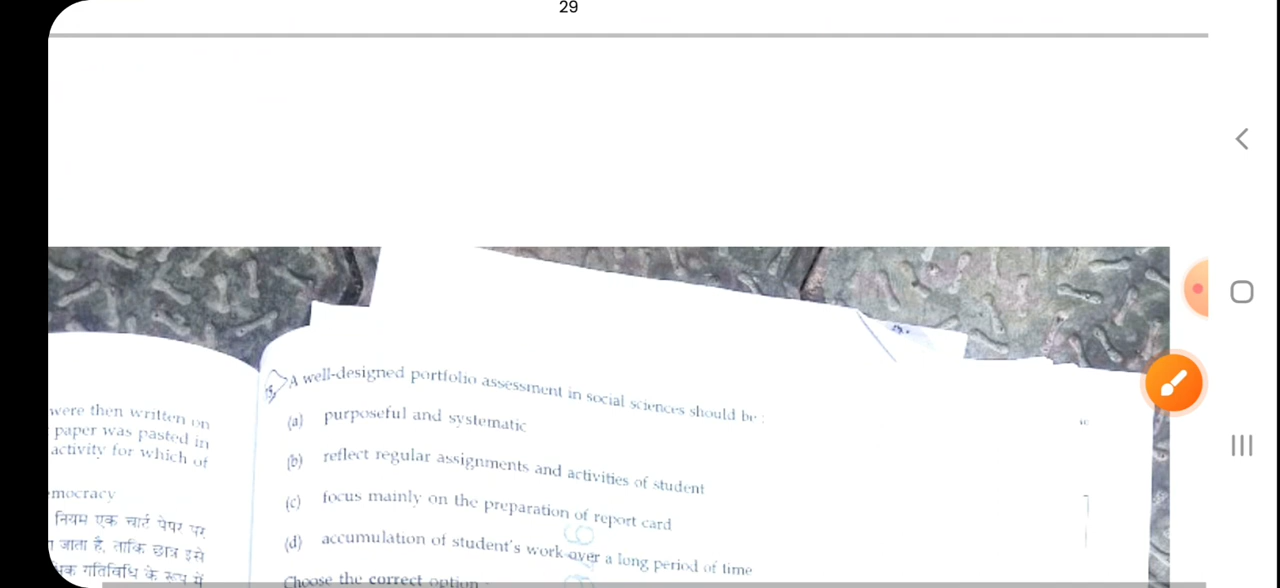 29
were then written on
paper was pasted in
activity for which of
mocracy
नियम एक चार्ट पेपर पर
जाता है, ताकि छात्र इसे
गतिविधि के रूप में
A well-designed portfolio assessment in social sciences should be :
(a) purposeful and systematic
(b) reflect regular assignments and activities of student
(c) focus mainly on the preparation of report card
(d) accumulation of student's work over a long period of time
Choose the correct option